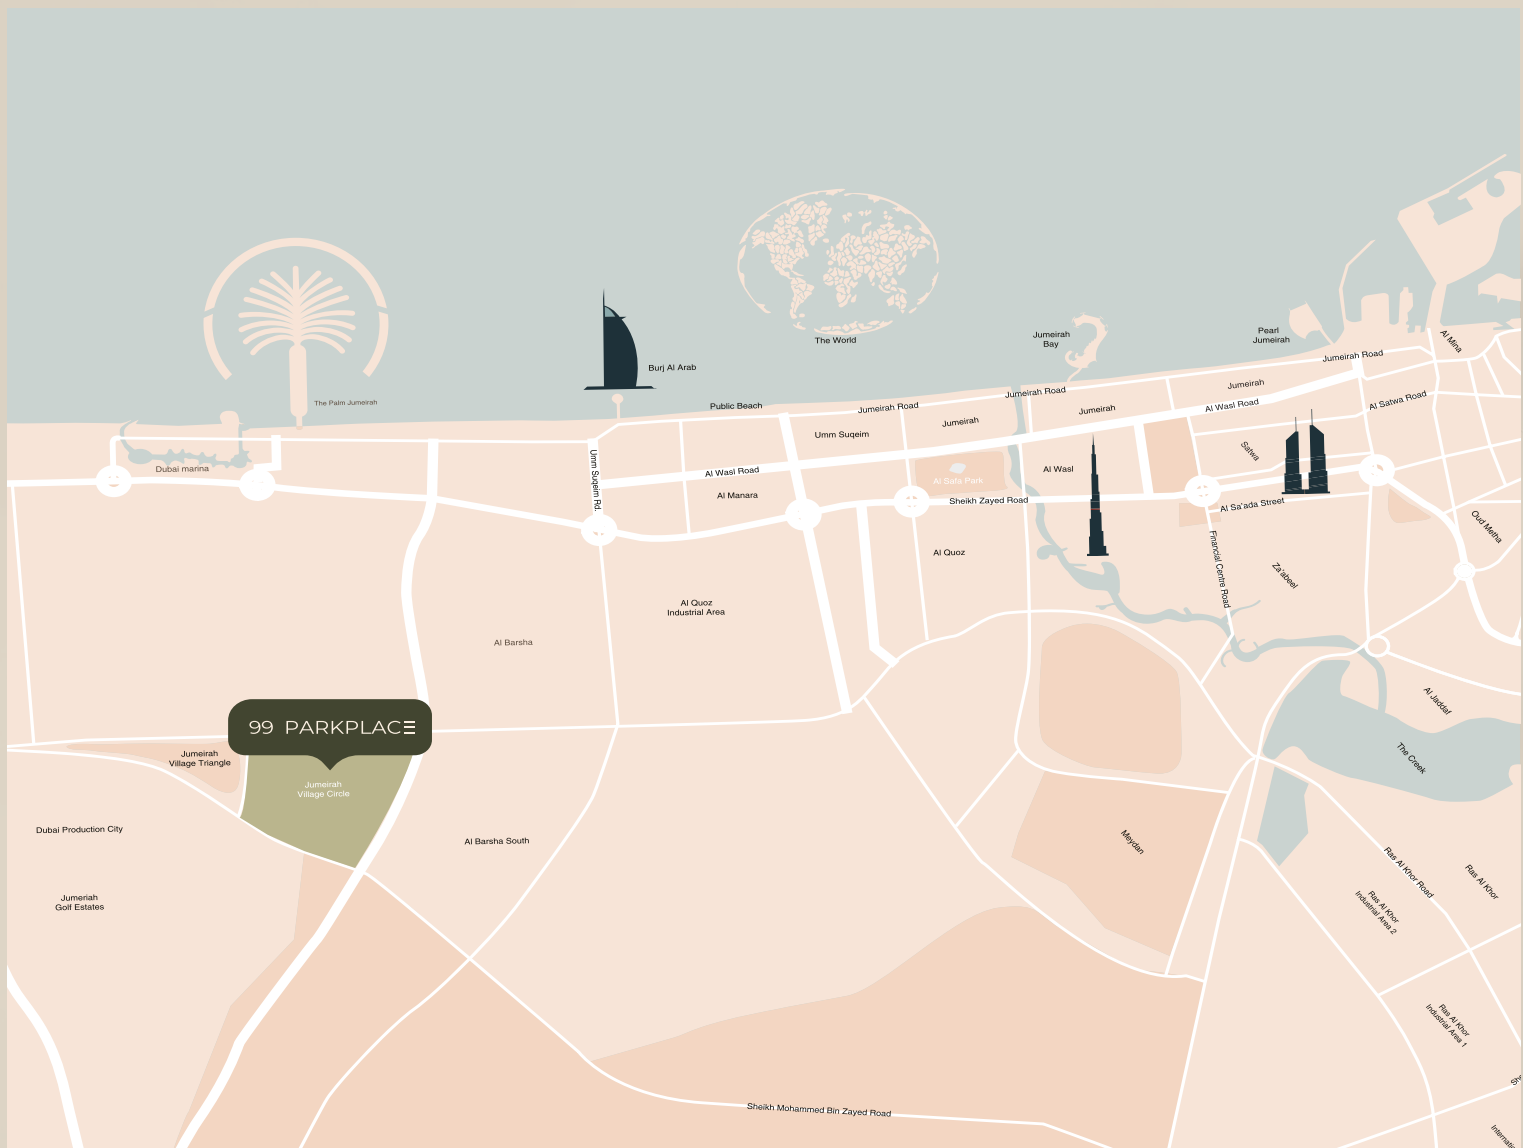 The World
Jumeirah
Bay
Pearl
Jumeirah
Al Mina
Jumeirah Road
Burj Al Arab
Jumeirah
The Palm Jumeirah
Public Beach
Jumeirah Road
Jumeirah Road
Jumeirah
Al Wasl Road
Al Satwa Road
Umm Suqeim
Jumeirah
Satwa
Dubai marina
Umm Suqeim Rd.
Al Wasl Road
Al Wasl
Al Safa Park
Al Manara
Sheikh Zayed Road
Al Sa'ada Street
Oud Metha
Al Quoz
Financial Centre Road
Za'abeel
Al Quoz
Industrial Area
Al Barsha
99 PARKPLACE
Al Jaddaf
Jumeirah
Village Triangle
The Creek
Jumeirah
Village Circle
Dubai Production City
Al Barsha South
Meydan
Ras Al Khor Road
Ras Al Khor
Jumeriah
Golf Estates
Ras Al Khor
Industrial Area 2
Ras Al Khor
Industrial Area 1
Sheikh Mohammed Bin Zayed Road